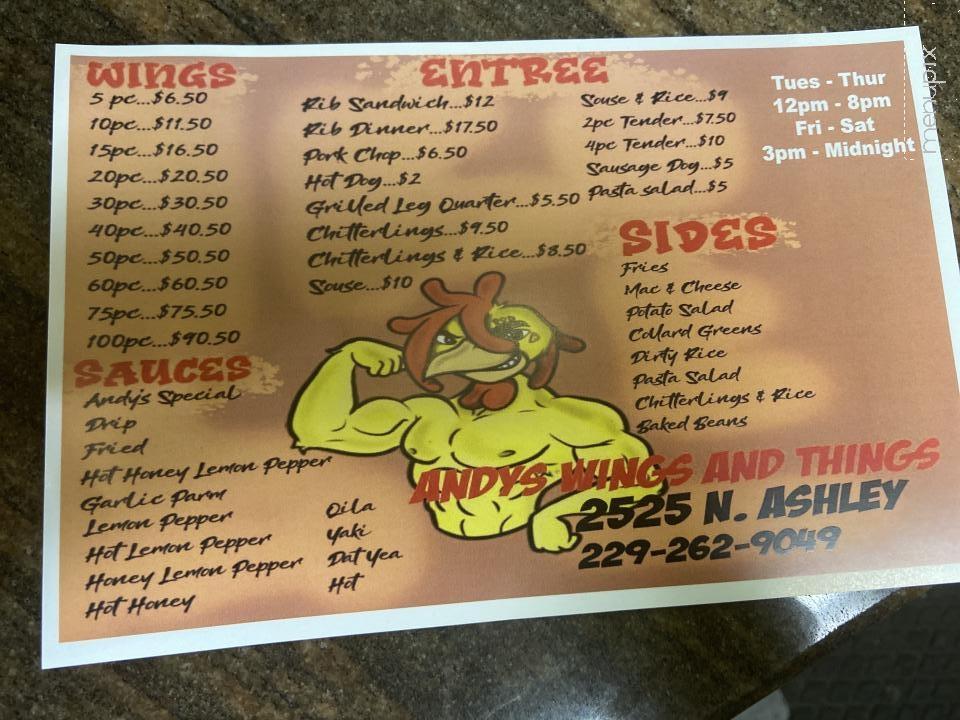 WINGS
5 pc...$6.50
10pc...$11.50
15pc...$16.50
20pc...$20.50
30pc...$30.50
40pc...$40.50
50pc...$50.50
60pc...$60.50
75pc...$75.50
100pc...$90.50
SAUCES
Andy's Special
Drip
Fried
Hot Honey Lemon Pepper
Garlic Parm
Lemon Pepper
Hot Lemon Pepper
Honey Lemon Pepper
Hot Honey
Oila
Yaki
Dat Yea
Hot
ENTREE
Rib Sandwich...$12
Rib Dinner...$17.50
Pork Chop...$6.50
Hot Dog...$2
Grilled Leg Quarter...$5.50
Chitterlings...$9.50
Chitterlings & Rice...$8.50
Souse...$10
Souse & Rice...$9
2pc Tender...$7.50
4pc Tender...$10
Sausage Dog...$5
Pasta salad...$5
Tues - Thur
12pm - 8pm
Fri - Sat
3pm - Midnight
SIDES
Fries
Mac & Cheese
Potato Salad
Collard Greens
Dirty Rice
Pasta Salad
Chitterlings & Rice
Baked Beans
ANDYS WINGS AND THINGS
2525 N. ASHLEY
229-262-9049
menupix